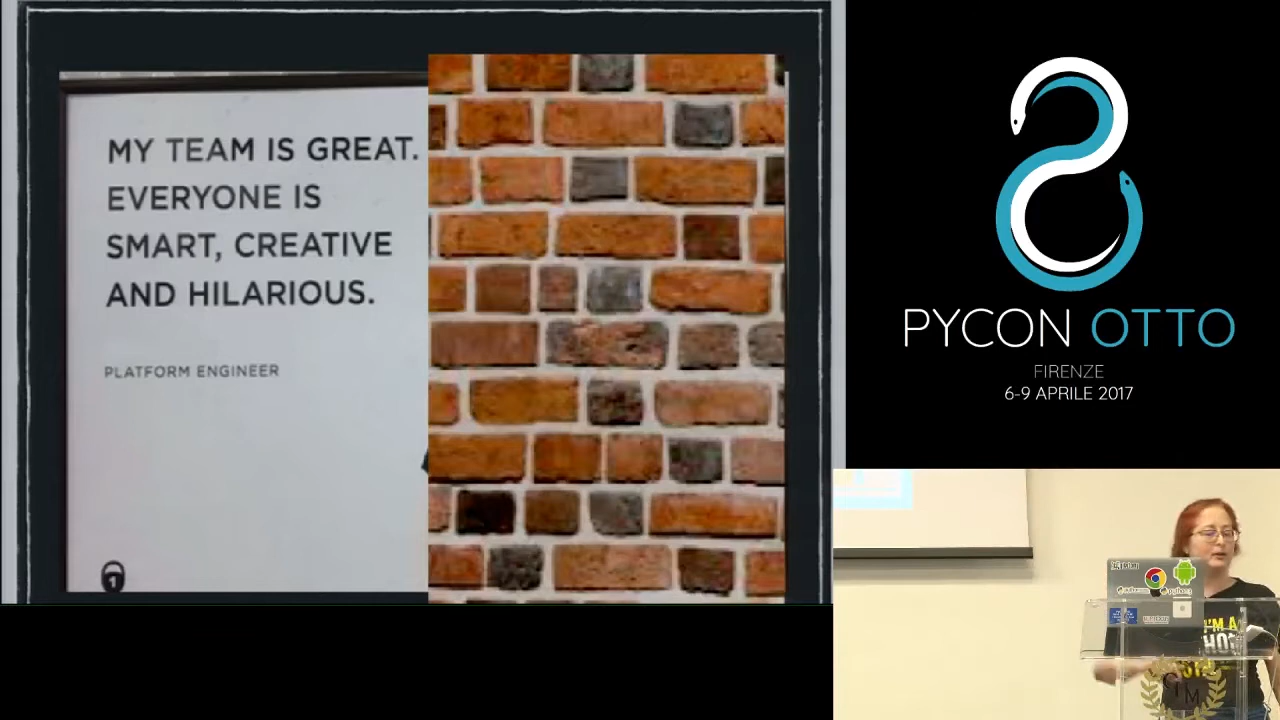 MY TEAM IS GREAT.
EVERYONE IS
SMART, CREATIVE
AND HILARIOUS.
PLATFORM ENGINEER
1
PYCON OTTO
FIRENZE
6-9 APRILE 2017
I'M A